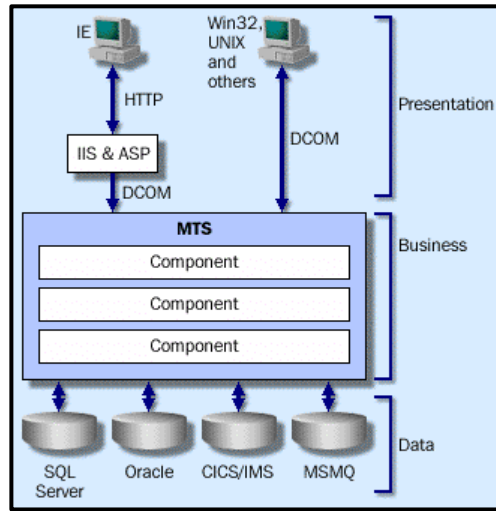 IE
Win32,
UNIX
and
others
HTTP
Presentation
IIS & ASP
DCOM
DCOM
MTS
Business
Component
Component
Component
Data
SQL
Server
Oracle
CICS/IMS
MSMQ